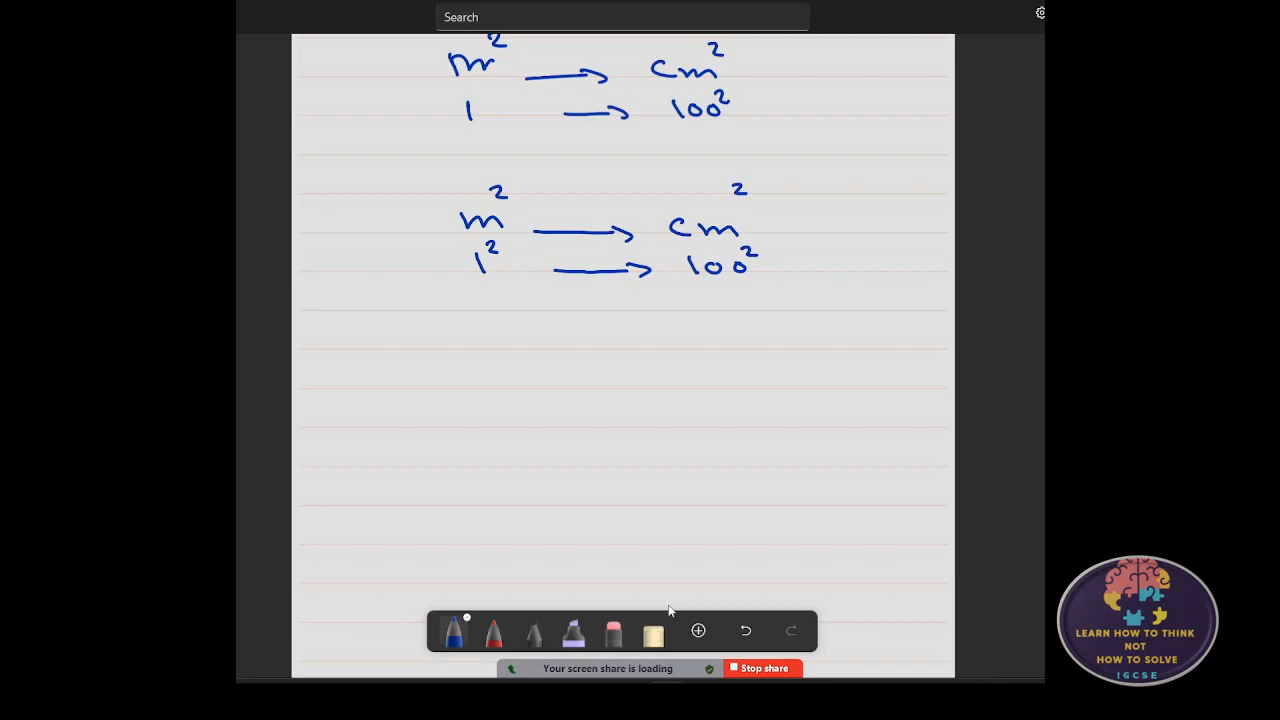 Search
m² → cm²
1 → 100²
m² → cm²
1² → 100²
Your screen share is loading
Stop share
LEARN HOW TO THINK
NOT
HOW TO SOLVE
!GCSE